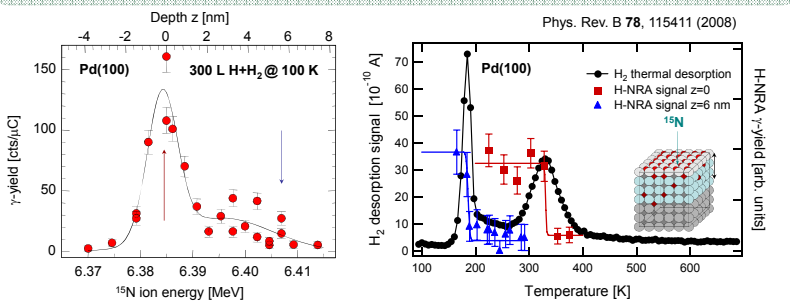 Phys. Rev. B 78, 115411 (2008)
Depth z [nm]
-4 -2 0 2 4 6 8
Pd(100) 300 L H+H2 @ 100 K
γ-yield [cts/μC]
150
100
50
0
6.37 6.38 6.39 6.40 6.41
15N ion energy [MeV]
Pd(100)
H2 thermal desorption
H-NRA signal z=0
H-NRA signal z=6 nm
15N
H2 desorption signal [10-10 A]
80
70
60
50
40
30
20
10
0
100 200 300 400 500 600
Temperature [K]
H-NRA γ-yield [arb. units]